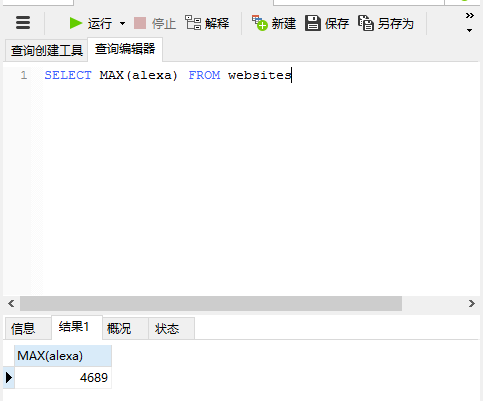 运行 停止 解释 新建 保存 另存为
查询创建工具 查询编辑器
1 SELECT MAX(alexa) FROM websites
信息 结果1 概况 状态
MAX(alexa)
4689